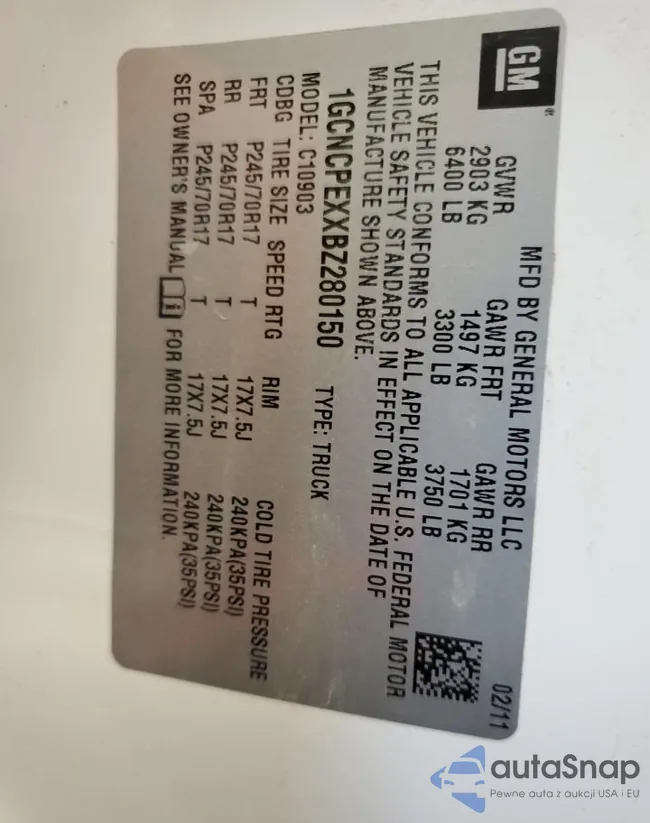 GM
MFD BY GENERAL MOTORS LLC 02/11
GVWR GAWR FRT GAWR RR
2903 KG 1497 KG 1701 KG
6400 LB 3300 LB 3750 LB
THIS VEHICLE CONFORMS TO ALL APPLICABLE U.S. FEDERAL MOTOR
VEHICLE SAFETY STANDARDS IN EFFECT ON THE DATE OF
MANUFACTURE SHOWN ABOVE.
1GCNCPEXXBZ280150 TYPE: TRUCK
MODEL: C10903
CDBG TIRE SIZE SPEED RTG RIM COLD TIRE PRESSURE
FRT P245/70R17 T 17X7.5J 240KPA(35PSI)
RR P245/70R17 T 17X7.5J 240KPA(35PSI)
SPA P245/70R17 T 17X7.5J 240KPA(35PSI)
SEE OWNER'S MANUAL i FOR MORE INFORMATION.
autaSnap
Pewne auta z aukcji USA i EU